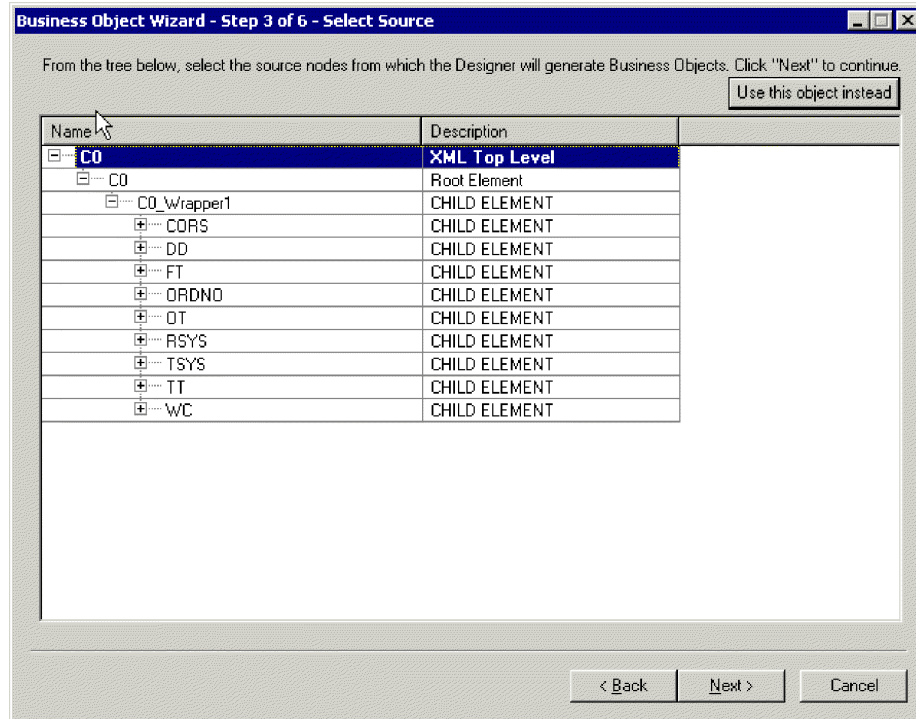 Business Object Wizard - Step 3 of 6 - Select Source
From the tree below, select the source nodes from which the Designer will generate Business Objects. Click "Next" to continue.
Use this object instead
Name Description
C0 XML Top Level
C0 Root Element
C0_Wrapper1 CHILD ELEMENT
CORS CHILD ELEMENT
DD CHILD ELEMENT
FT CHILD ELEMENT
ORDNO CHILD ELEMENT
OT CHILD ELEMENT
RSYS CHILD ELEMENT
TSYS CHILD ELEMENT
TT CHILD ELEMENT
WC CHILD ELEMENT
< Back Next > Cancel